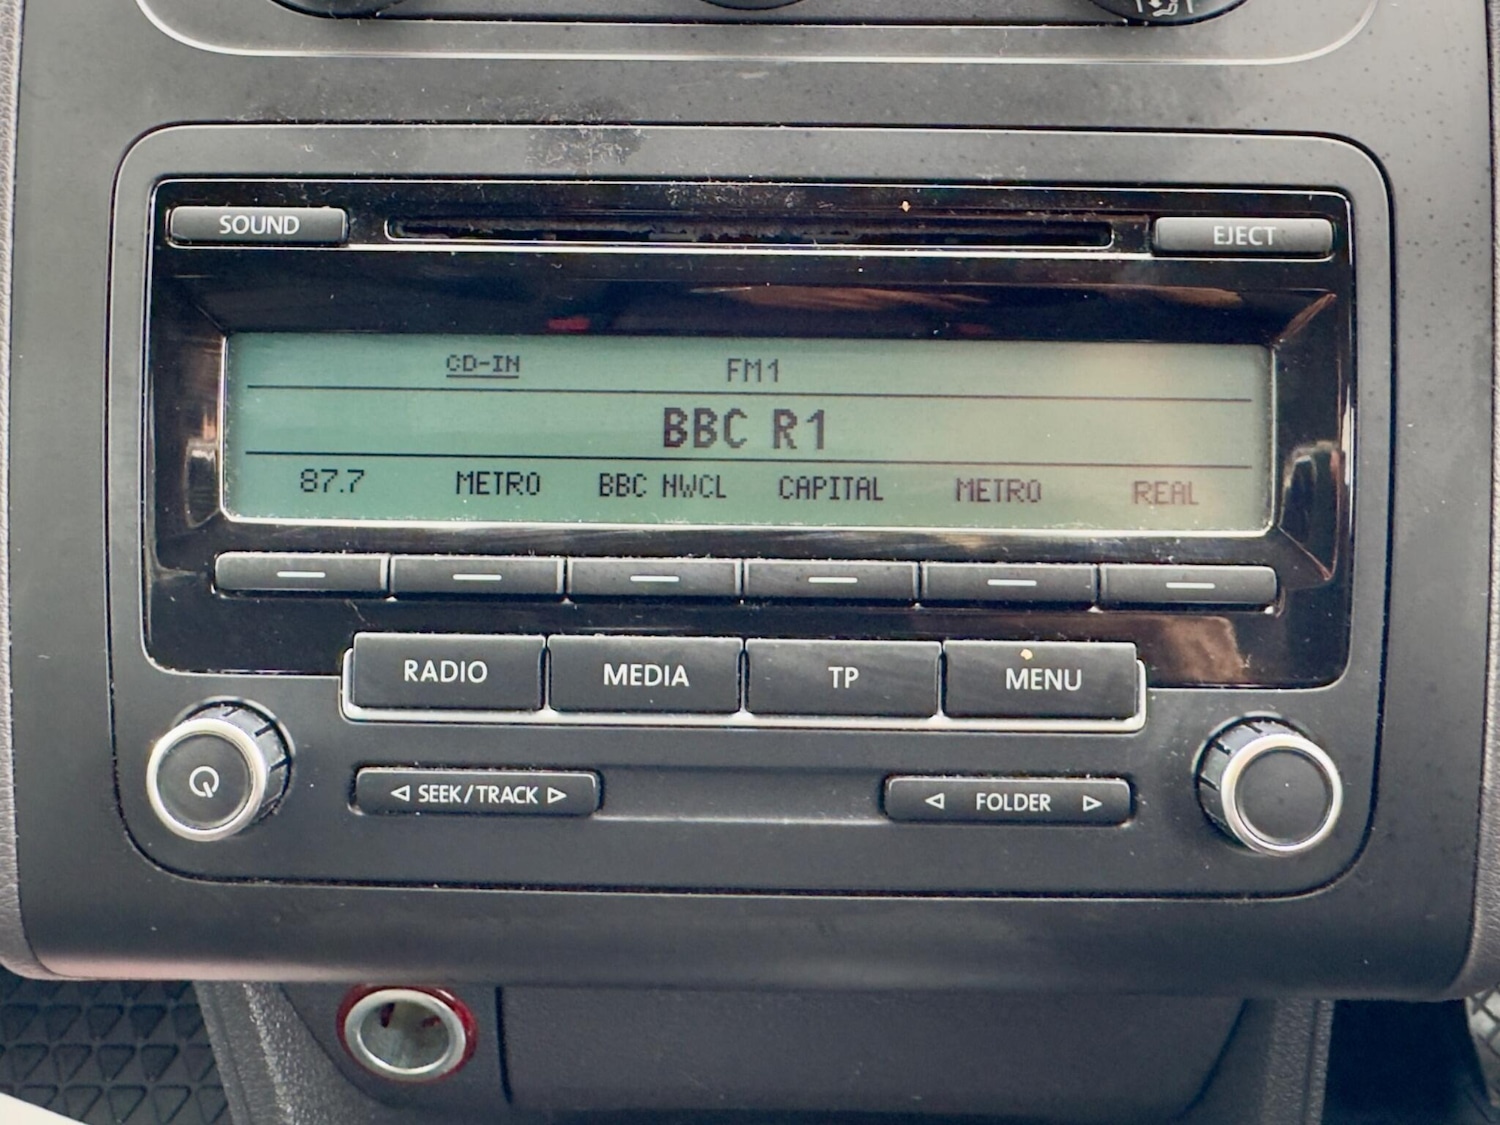 SOUND EJECT
CD-IN FM1
BBC R1
87.7 METRO BBC NWCL CAPITAL METRO REAL
RADIO MEDIA TP MENU
SEEK/TRACK FOLDER